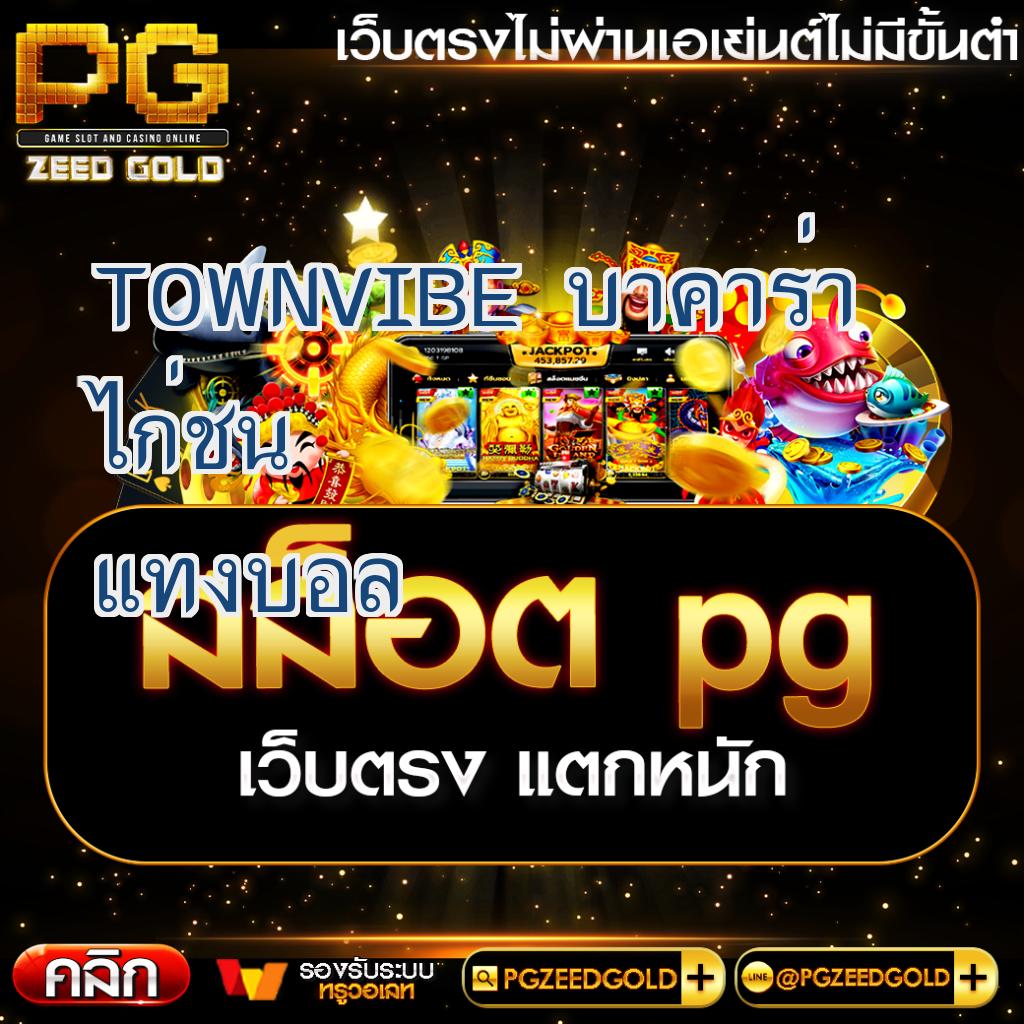 เว็บตรงไม่ผ่านเอเย่นต์ไม่มีขั้นต่ำ
PG
GAME SLOT AND CASINO ONLINE
ZEED GOLD
TOWNVIBE บาคาร่า
JACKPOT
453,857.29
ไก่ชน
แทงบอล
สล็อต pg
เว็บตรง แตกหนัก
คลิก
รองรับระบบ
ทรูวอเลท
PGZEEDGOLD
LINE @PGZEEDGOLD